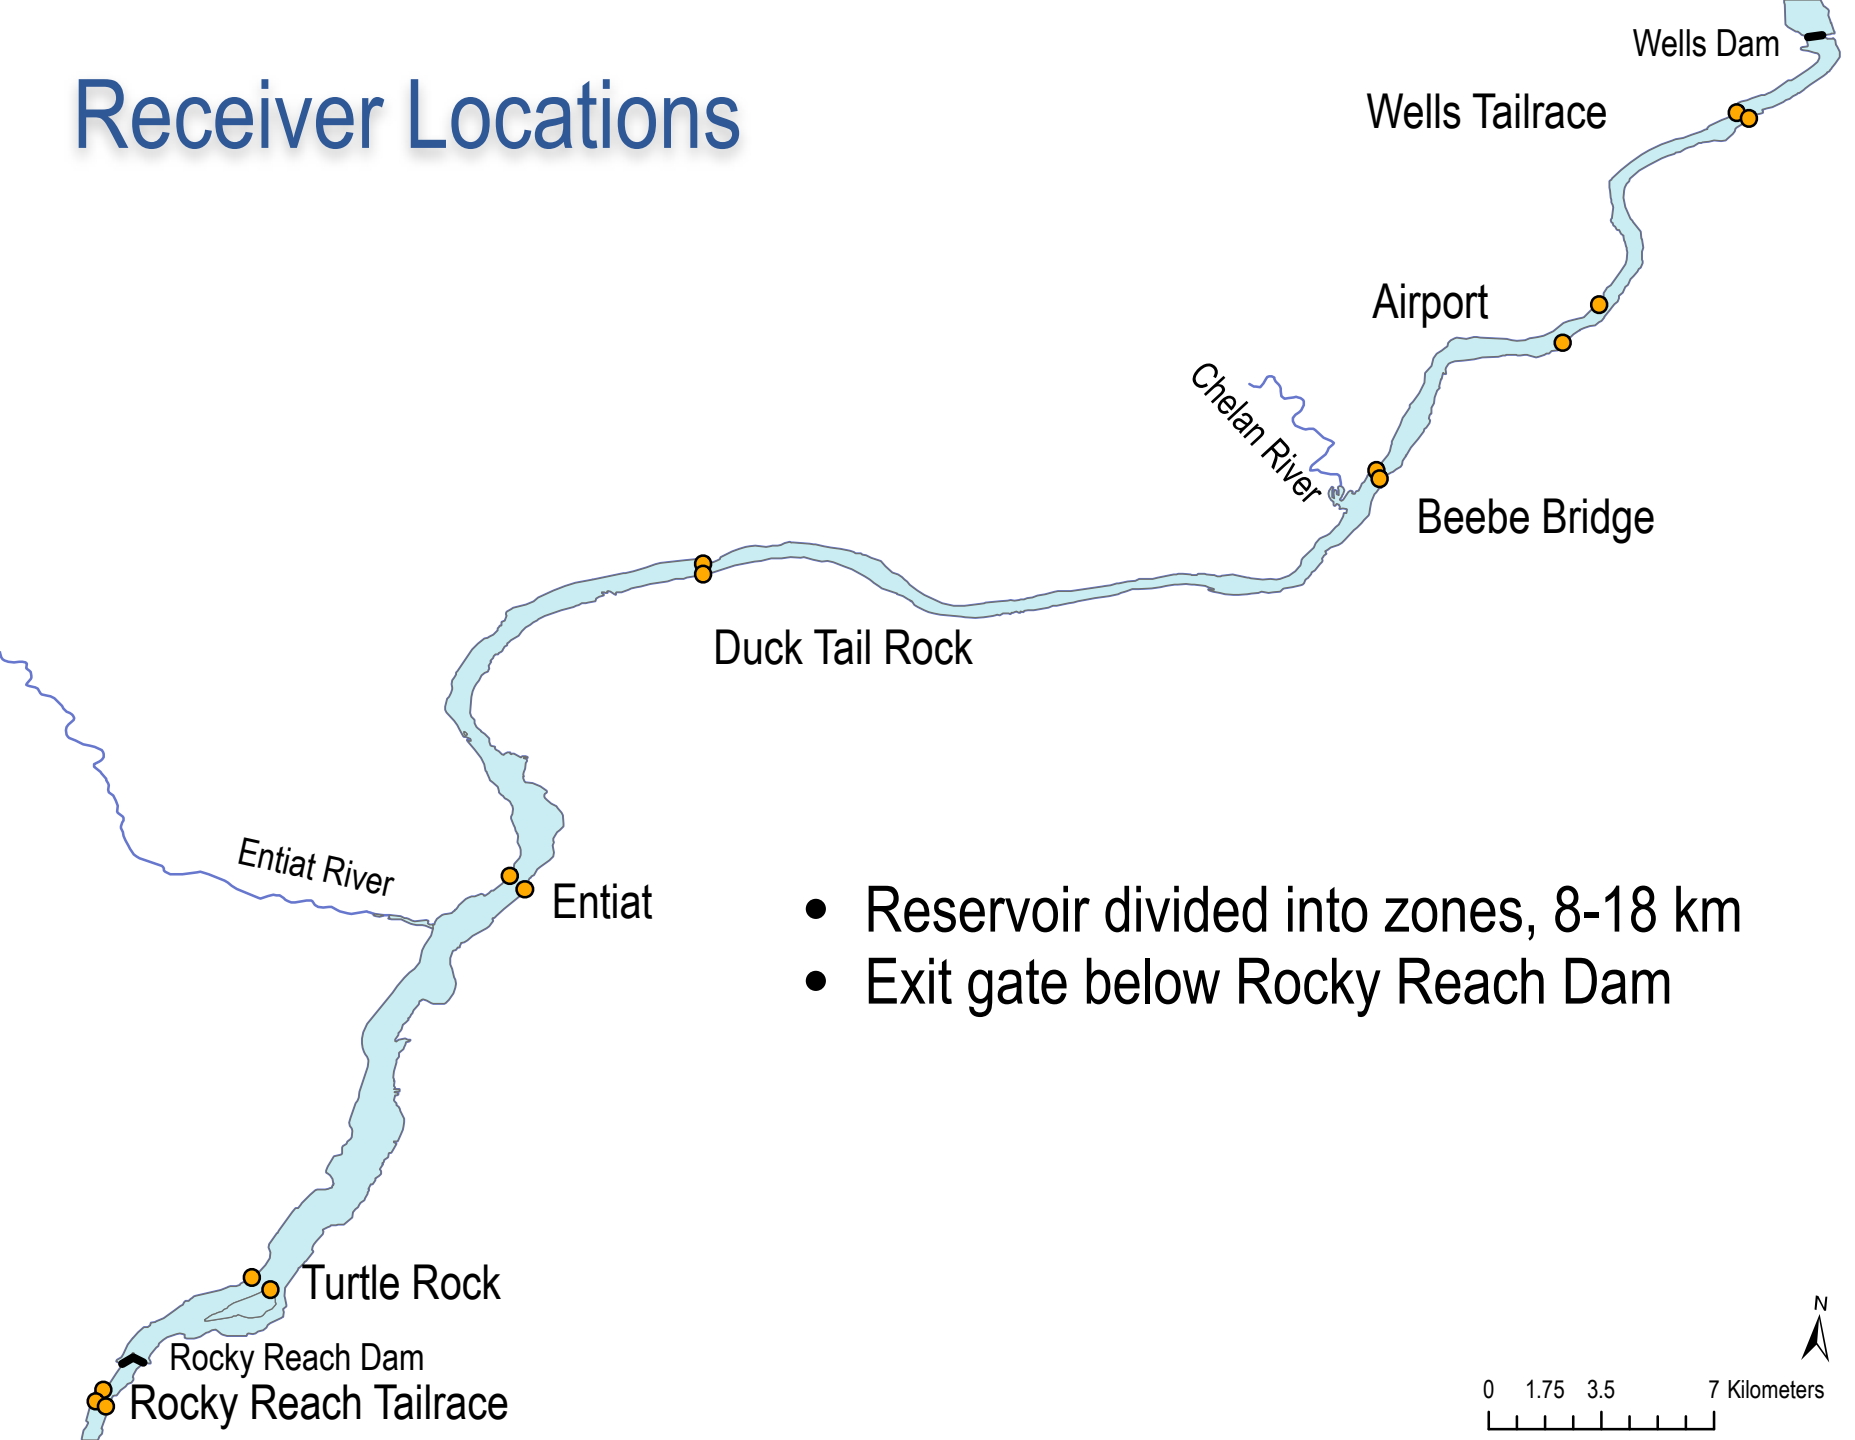 Wells Dam
Receiver Locations
Wells Tailrace
Airport
Chelan River
Beebe Bridge
Duck Tail Rock
Entiat River
Entiat
• Reservoir divided into zones, 8-18 km
• Exit gate below Rocky Reach Dam
Turtle Rock
Rocky Reach Dam
Rocky Reach Tailrace
N
0 1.75 3.5 7 Kilometers